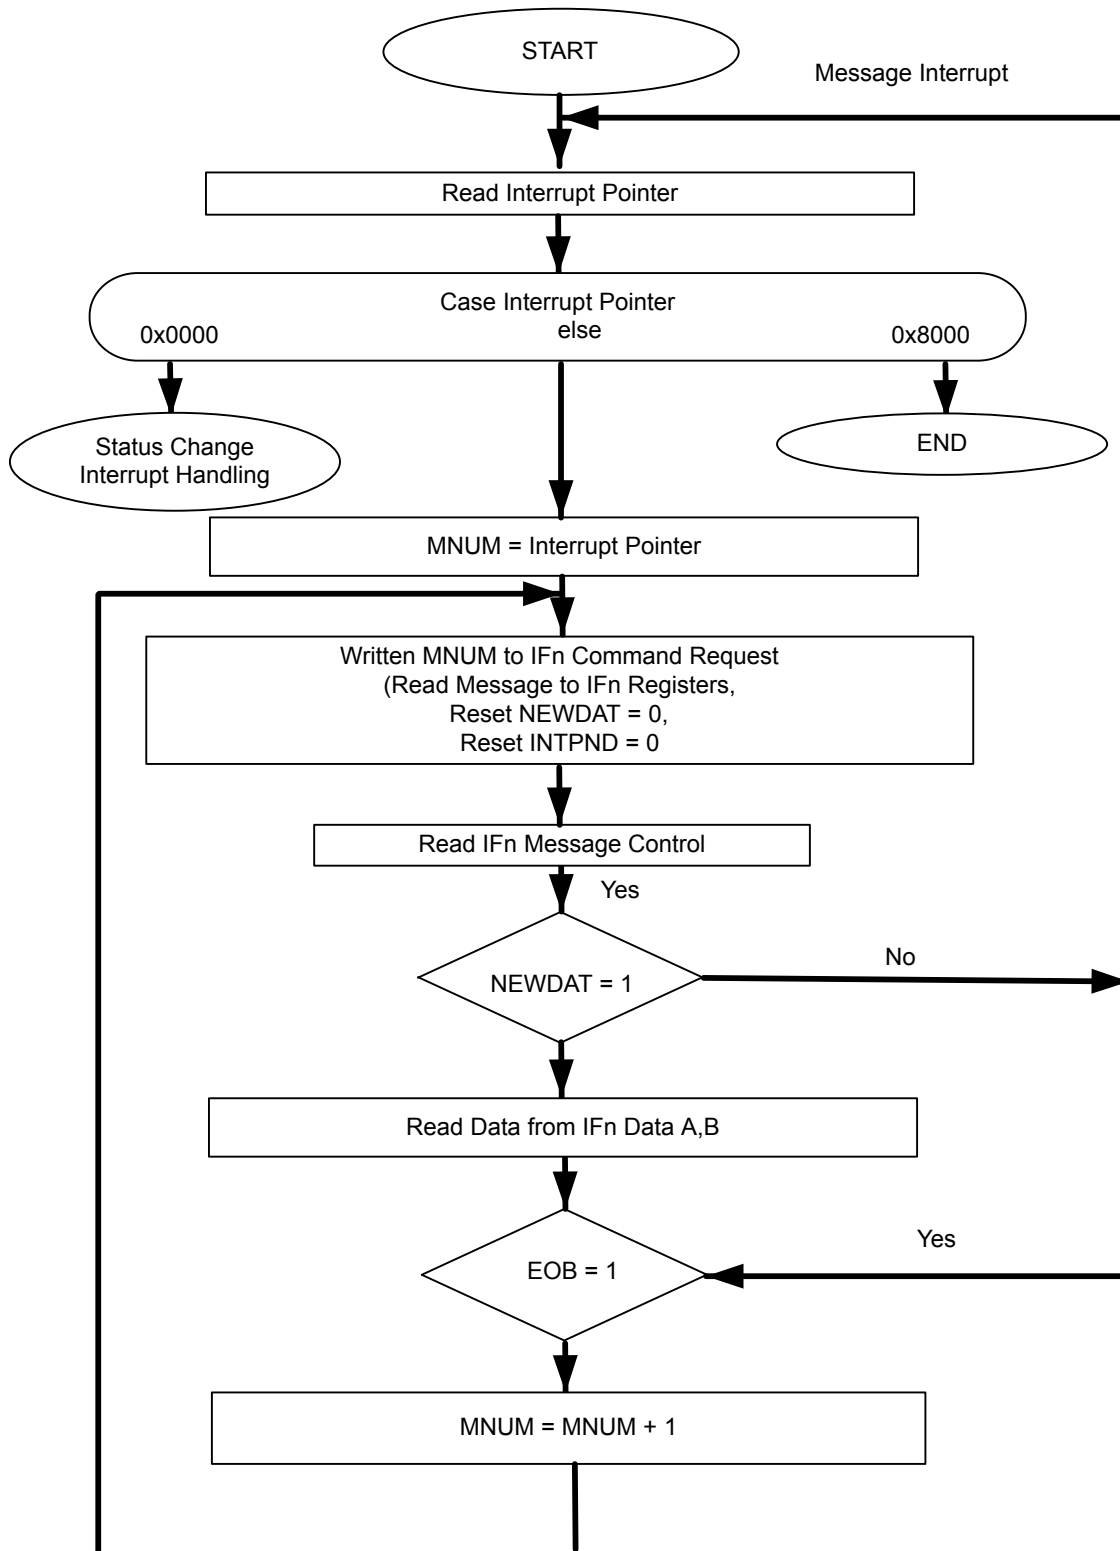 START
Message Interrupt
Read Interrupt Pointer
Case Interrupt Pointer
else
0x0000
0x8000
Status Change
Interrupt Handling
END
MNUM = Interrupt Pointer
Written MNUM to IFn Command Request
(Read Message to IFn Registers,
Reset NEWDAT = 0,
Reset INTPND = 0
Read IFn Message Control
Yes
NEWDAT = 1
No
Read Data from IFn Data A,B
EOB = 1
Yes
MNUM = MNUM + 1